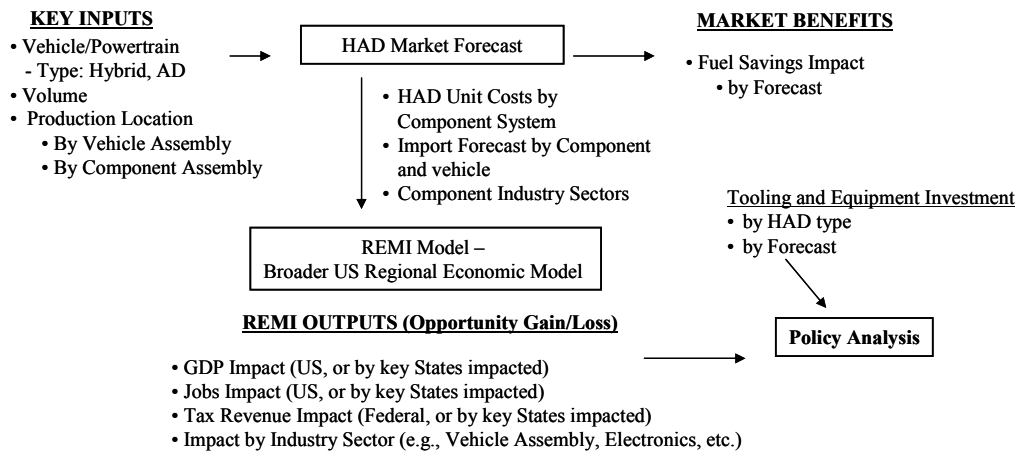 KEY INPUTS
• Vehicle/Powertrain
- Type: Hybrid, AD
• Volume
• Production Location
• By Vehicle Assembly
• By Component Assembly
HAD Market Forecast
MARKET BENEFITS
• Fuel Savings Impact
• by Forecast
• HAD Unit Costs by
Component System
• Import Forecast by Component
and vehicle
• Component Industry Sectors
Tooling and Equipment Investment
• by HAD type
• by Forecast
REMI Model –
Broader US Regional Economic Model
REMI OUTPUTS (Opportunity Gain/Loss)
• GDP Impact (US, or by key States impacted)
• Jobs Impact (US, or by key States impacted)
• Tax Revenue Impact (Federal, or by key States impacted)
• Impact by Industry Sector (e.g., Vehicle Assembly, Electronics, etc.)
Policy Analysis